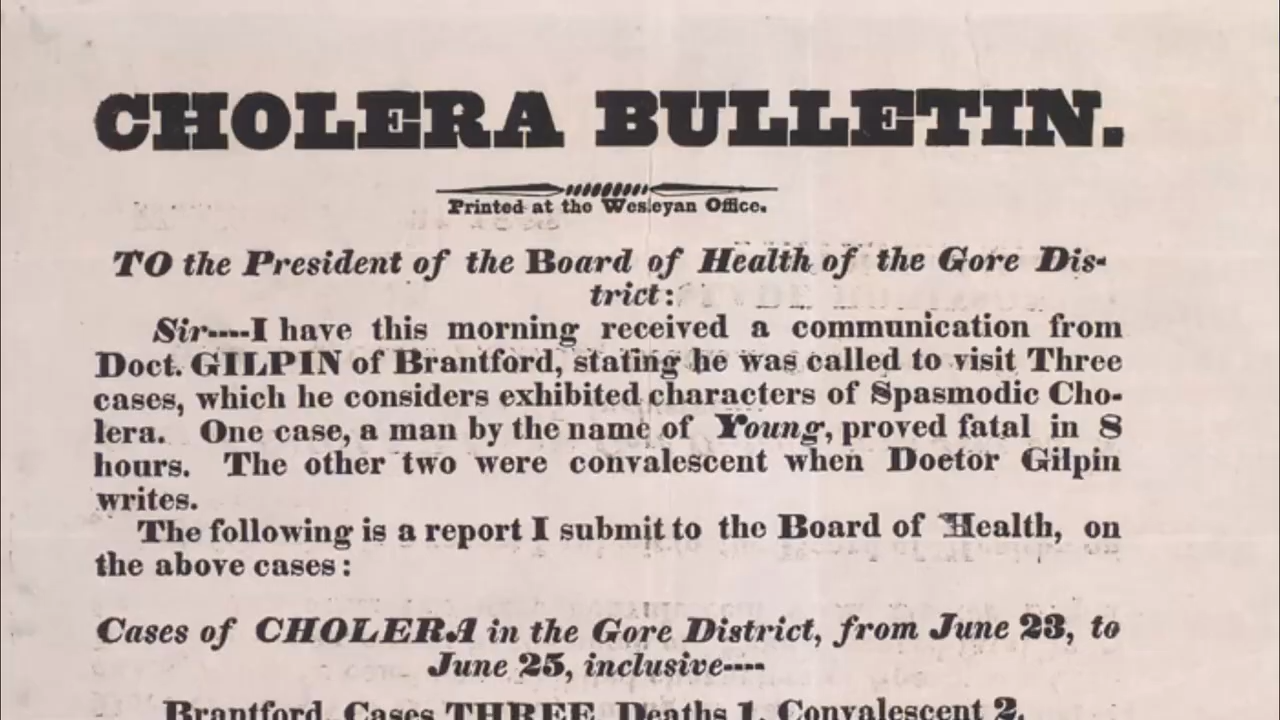 CHOLERA BULLETIN.
Printed at the Wesleyan Office.
TO the President of the Board of Health of the Gore Dis-
trict:
Sir----I have this morning received a communication from
Doct. GILPIN of Brantford, stating he was called to visit Three
cases, which he considers exhibited characters of Spasmodic Cho-
lera. One case, a man by the name of Young, proved fatal in 8
hours. The other two were convalescent when Doetor Gilpin
writes.
The following is a report I submit to the Board of Health, on
the above cases:
Cases of CHOLERA in the Gore District, from June 23, to
June 25, inclusive----
Brantford, Cases THREE, Deaths 1, Convalescent 2.